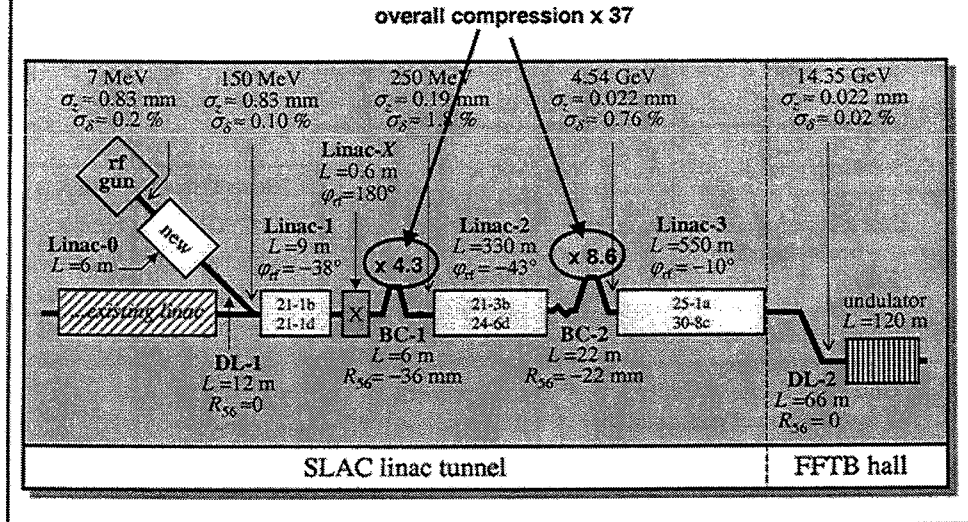 overall compression x 37
7 MeV
σz≈ 0.83 mm
σδ≈ 0.2 %
150 MeV
σz≈ 0.83 mm
σδ≈ 0.10 %
250 MeV
σz≈ 0.19 mm
σδ≈ 1.8 %
4.54 GeV
σz≈ 0.022 mm
σδ≈ 0.76 %
14.35 GeV
σz≈ 0.022 mm
σδ≈ 0.02 %
rf
gun
new
Linac-0
L=6 m
Linac-X
L=0.6 m
φrf=180°
Linac-1
L=9 m
φrf=−38°
x 4.3
Linac-2
L=330 m
φrf=−43°
x 8.6
Linac-3
L=550 m
φrf=−10°
...existing linac
21-1b
21-1d
X
21-3b
24-6d
25-1a
30-8c
undulator
L=120 m
DL-1
L=12 m
R56=0
BC-1
L=6 m
R56=−36 mm
BC-2
L=22 m
R56=−22 mm
DL-2
L=66 m
R56= 0
SLAC linac tunnel
FFTB hall